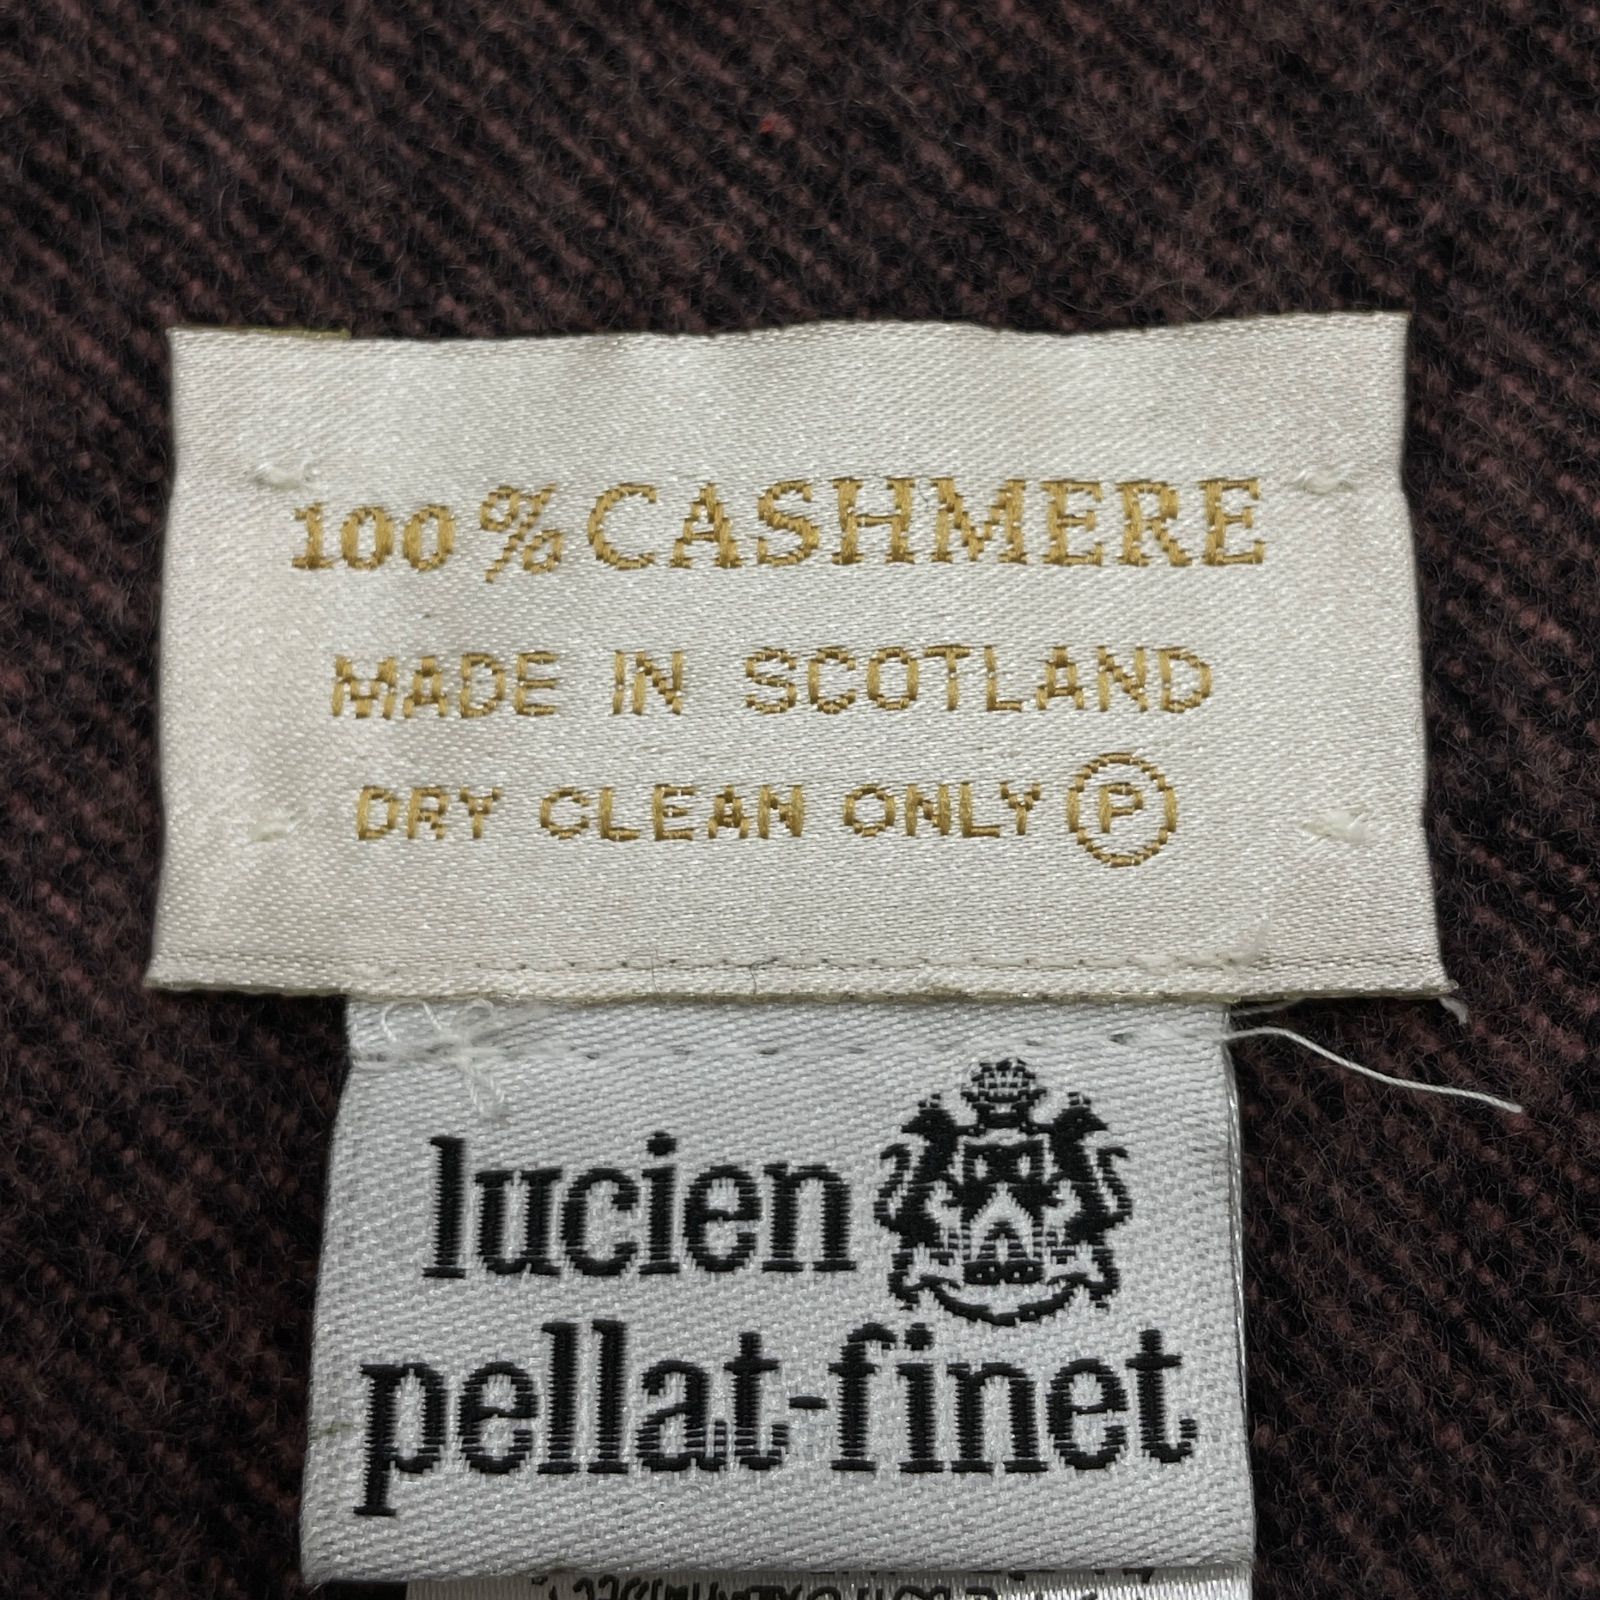 100% CASHMERE
MADE IN SCOTLAND
DRY CLEAN ONLY Ⓟ
lucien
pellat-finet